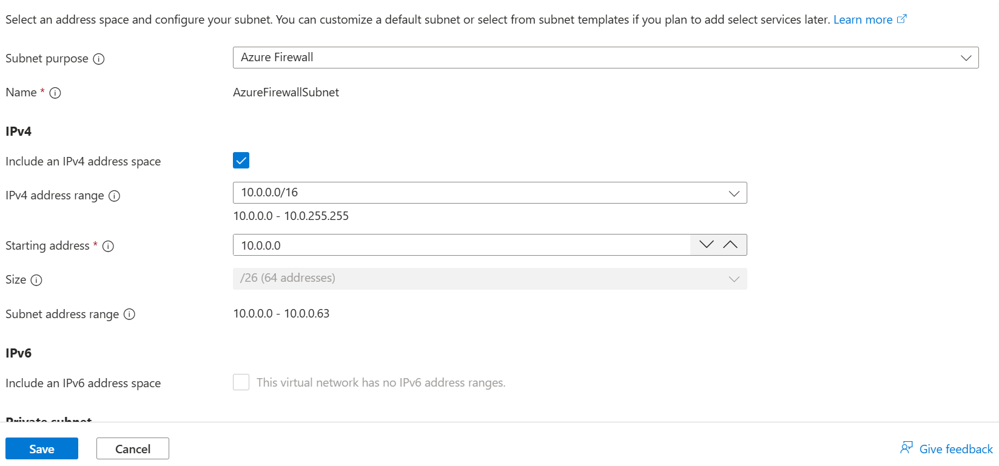 Select an address space and configure your subnet. You can customize a default subnet or select from subnet templates if you plan to add select services later. Learn more
Subnet purpose
Azure Firewall
Name *
AzureFirewallSubnet
IPv4
Include an IPv4 address space
IPv4 address range
10.0.0.0/16
10.0.0.0 - 10.0.255.255
Starting address *
10.0.0.0
Size
/26 (64 addresses)
Subnet address range
10.0.0.0 - 10.0.0.63
IPv6
Include an IPv6 address space
This virtual network has no IPv6 address ranges.
Private subnet
Save
Cancel
Give feedback